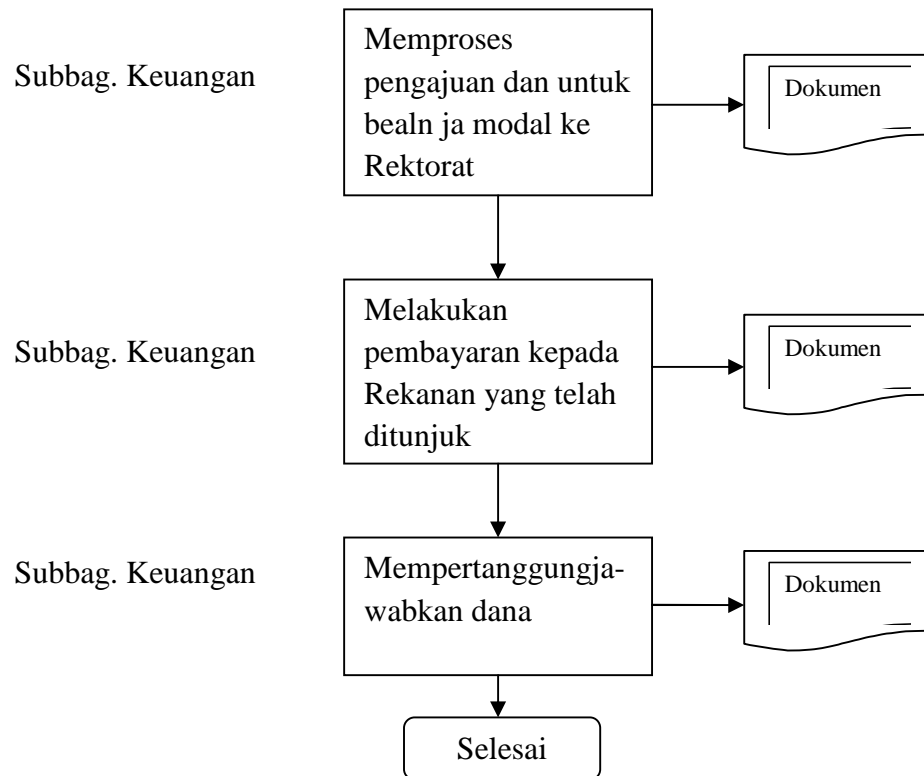 Memproses
Subbag. Keuangan
pengajuan dan untuk
bealn ja modal ke
Rektorat
Dokumen
Melakukan
Subbag. Keuangan
pembayaran kepada
Rekanan yang telah
ditunjuk
Dokumen
Subbag. Keuangan
Mempertanggungja-
wabkan dana
Dokumen
Selesai